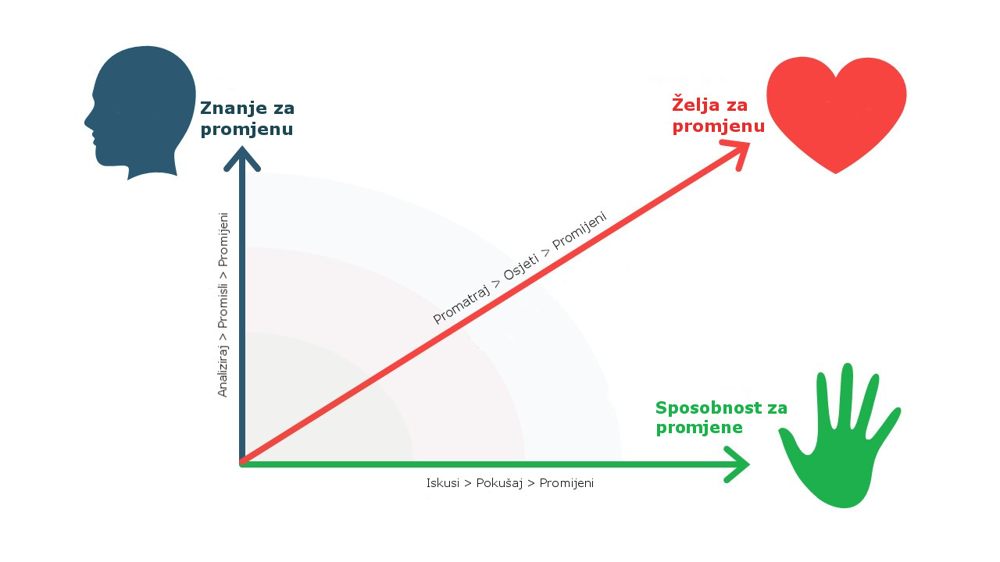 Znanje za
promjenu
Želja za
promjenu
Analiziraj > Promisli > Promijeni
Promatraj > Osjeti > Promijeni
Sposobnost za
promjene
Iskusi > Pokušaj > Promijeni